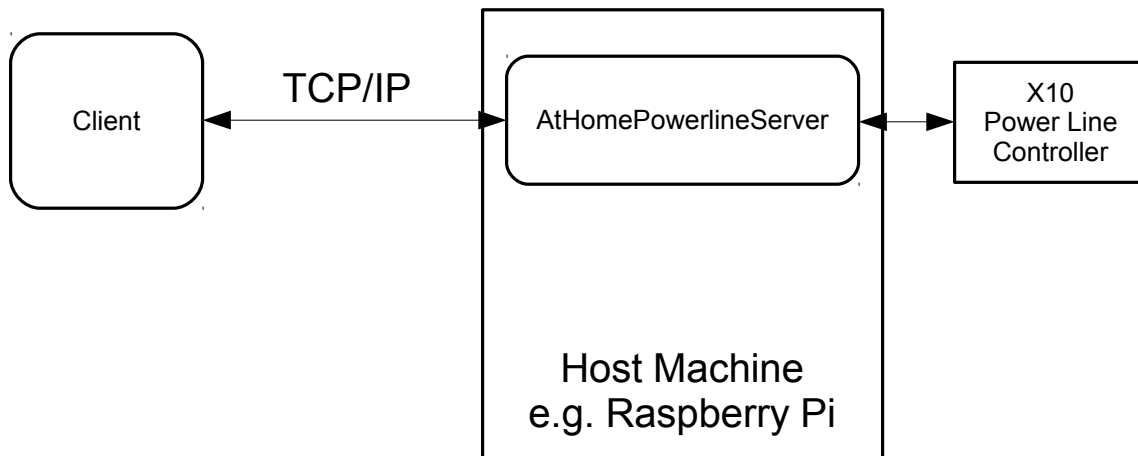 Client
TCP/IP
AtHomePowerlineServer
X10
Power Line
Controller
Host Machine
e.g. Raspberry Pi